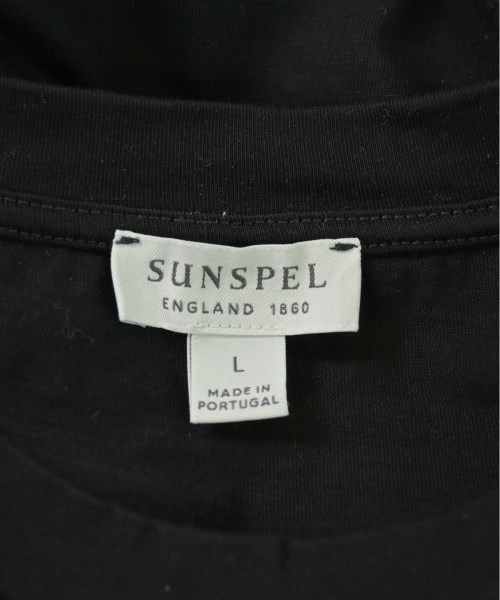 SUNSPEL
ENGLAND 1860
L
MADE IN
PORTUGAL